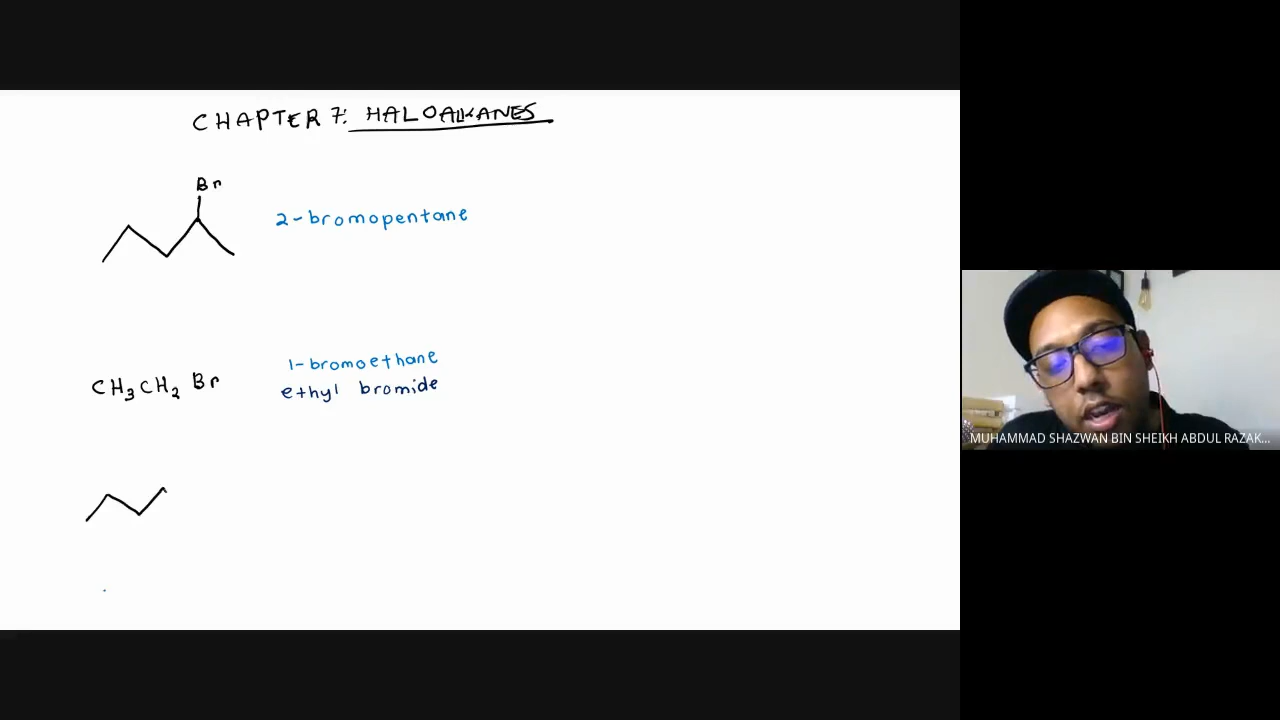 CHAPTER 7: HALOALKANES
Br
2-bromopentane
1-bromoethane
CH3CH2 Br
ethyl bromide
MUHAMMAD SHAZWAN BIN SHEIKH ABDUL RAZAK...